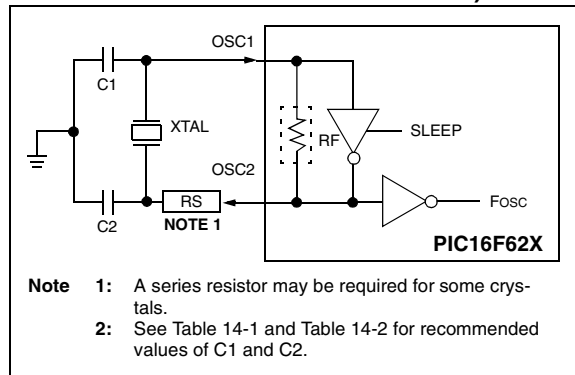 OSC1
C1
XTAL
RF
SLEEP
OSC2
C2
RS
NOTE 1
FOSC
PIC16F62X
Note 1: A series resistor may be required for some crys-
tals.
2: See Table 14-1 and Table 14-2 for recommended
values of C1 and C2.